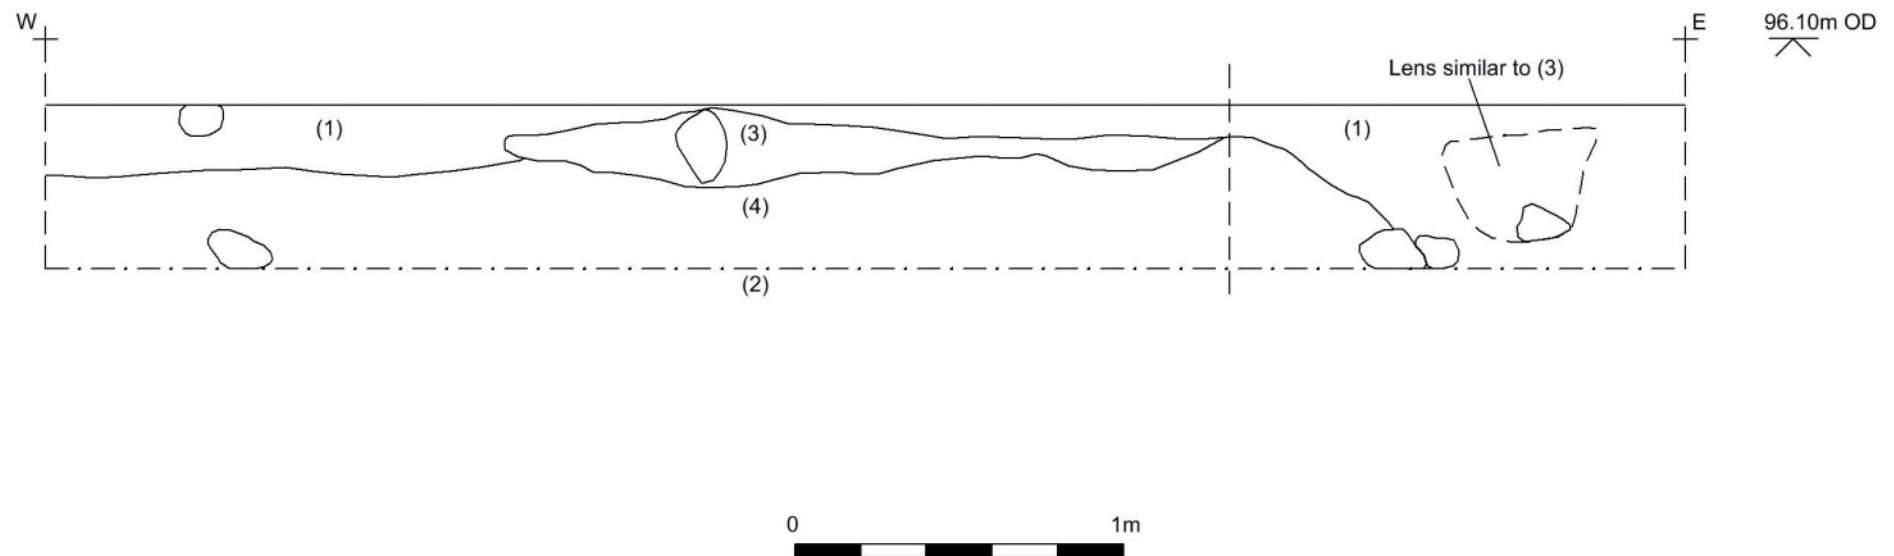 W
E
96.10m OD
Lens similar to (3)
(1)
(3)
(1)
(4)
(2)
0
1m